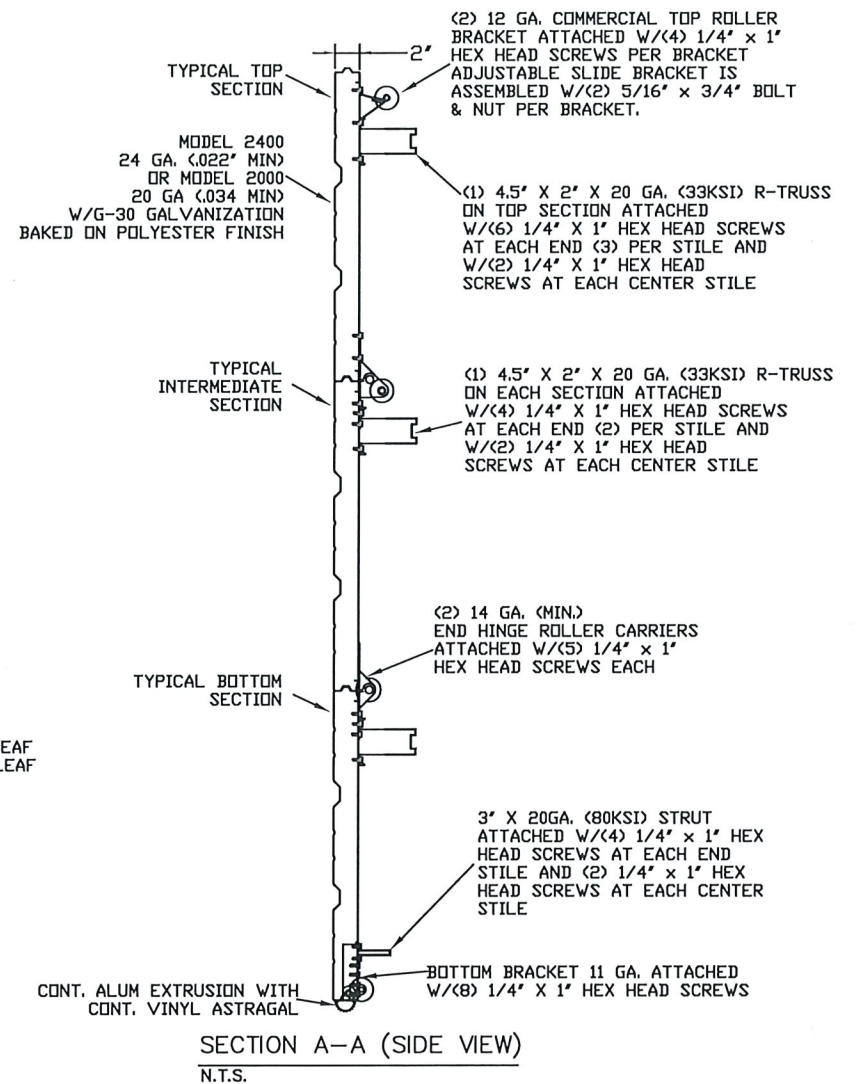 (2) 12 GA. COMMERCIAL TOP ROLLER
BRACKET ATTACHED W/(4) 1/4" x 1"
HEX HEAD SCREWS PER BRACKET
ADJUSTABLE SLIDE BRACKET IS
ASSEMBLED W/(2) 5/16" x 3/4" BOLT
& NUT PER BRACKET.
2"
TYPICAL TOP
SECTION
MODEL 2400
24 GA. (.022" MIN)
OR MODEL 2000
20 GA (.034 MIN)
W/G-30 GALVANIZATION
BAKED ON POLYESTER FINISH
(1) 4.5" X 2" X 20 GA. (33KSI) R-TRUSS
ON TOP SECTION ATTACHED
W/(6) 1/4" X 1" HEX HEAD SCREWS
AT EACH END (3) PER STILE AND
W/(2) 1/4" X 1" HEX HEAD
SCREWS AT EACH CENTER STILE
TYPICAL
INTERMEDIATE
SECTION
(1) 4.5" X 2" X 20 GA. (33KSI) R-TRUSS
ON EACH SECTION ATTACHED
W/(4) 1/4" X 1" HEX HEAD SCREWS
AT EACH END (2) PER STILE AND
W/(2) 1/4" X 1" HEX HEAD
SCREWS AT EACH CENTER STILE
(2) 14 GA. (MIN.)
END HINGE ROLLER CARRIERS
ATTACHED W/(5) 1/4" x 1"
HEX HEAD SCREWS EACH
TYPICAL BOTTOM
SECTION
EAF
LEAF
3" X 20GA. (80KSI) STRUT
ATTACHED W/(4) 1/4" x 1" HEX
HEAD SCREWS AT EACH END
STILE AND (2) 1/4" x 1" HEX
HEAD SCREWS AT EACH CENTER
STILE
BOTTOM BRACKET 11 GA. ATTACHED
W/(8) 1/4" X 1" HEX HEAD SCREWS
CONT. ALUM EXTRUSION WITH
CONT. VINYL ASTRAGAL
SECTION A-A (SIDE VIEW)
N.T.S.